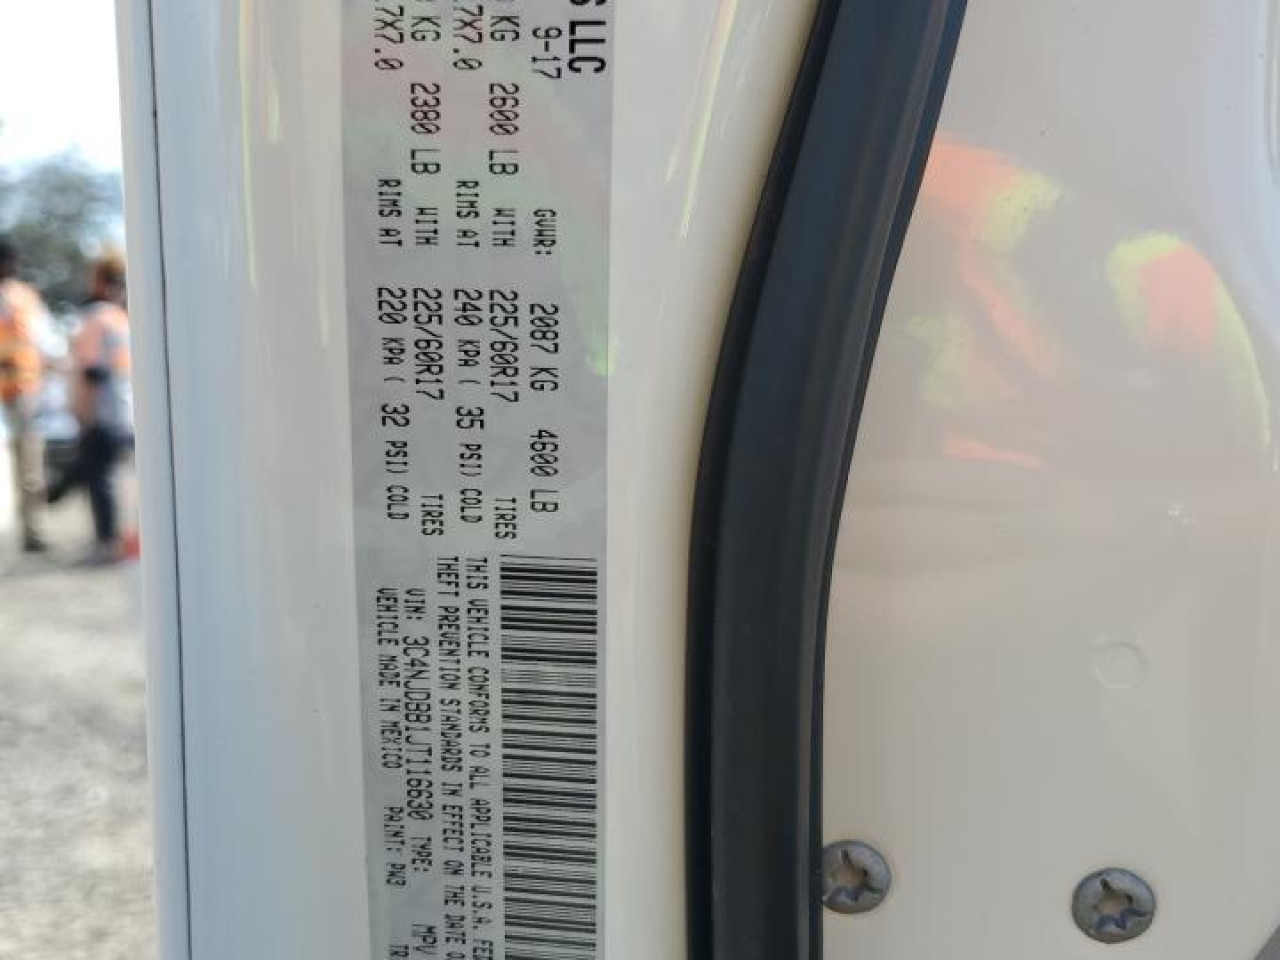 S LLC
9-17
GVWR: 2087 KG 4600 LB
KG 2600 LB WITH 225/60R17 TIRES
7X7.0 RIMS AT 240 KPA ( 35 PSI) COLD
KG 2380 LB WITH 225/60R17 TIRES
7X7.0 RIMS AT 220 KPA ( 32 PSI) COLD
THIS VEHICLE CONFORMS TO ALL APPLICABLE U.S.A. FED
THEFT PREVENTION STANDARDS IN EFFECT ON THE DATE O
VIN: 3C4NJDBB1JT116630 TYPE: MPV
VEHICLE MADE IN MEXICO PAINT: PW3 TR